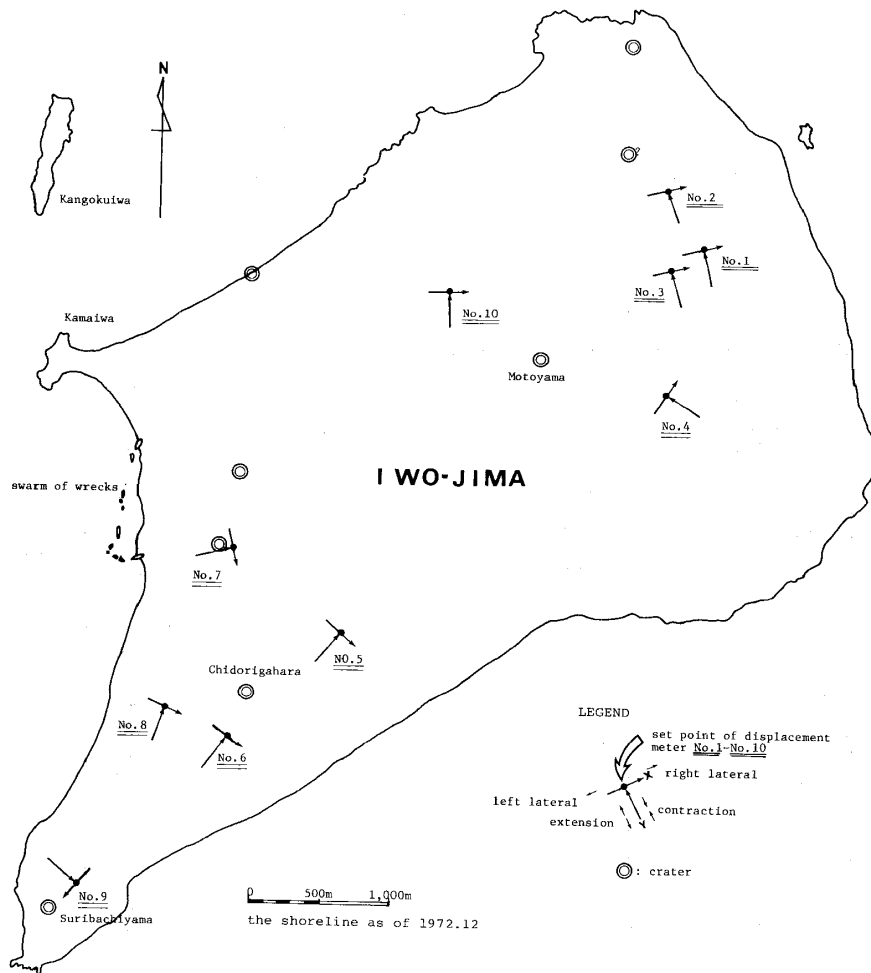 N
Kangokuiwa
?
No.2
No.1
No.3
No.10
Kamaiwa
Motoyama
No.4
swarm of wrecks
IWO-JIMA
No.7
NO.5
Chidorigahara
No.8
No.6
LEGEND
set point of displacement
meter No.1-No.10
X right lateral
left lateral
contraction
extension
Y
: crater
No.9
Suribachiyama
0 500m 1,000m
the shoreline as of 1972.12